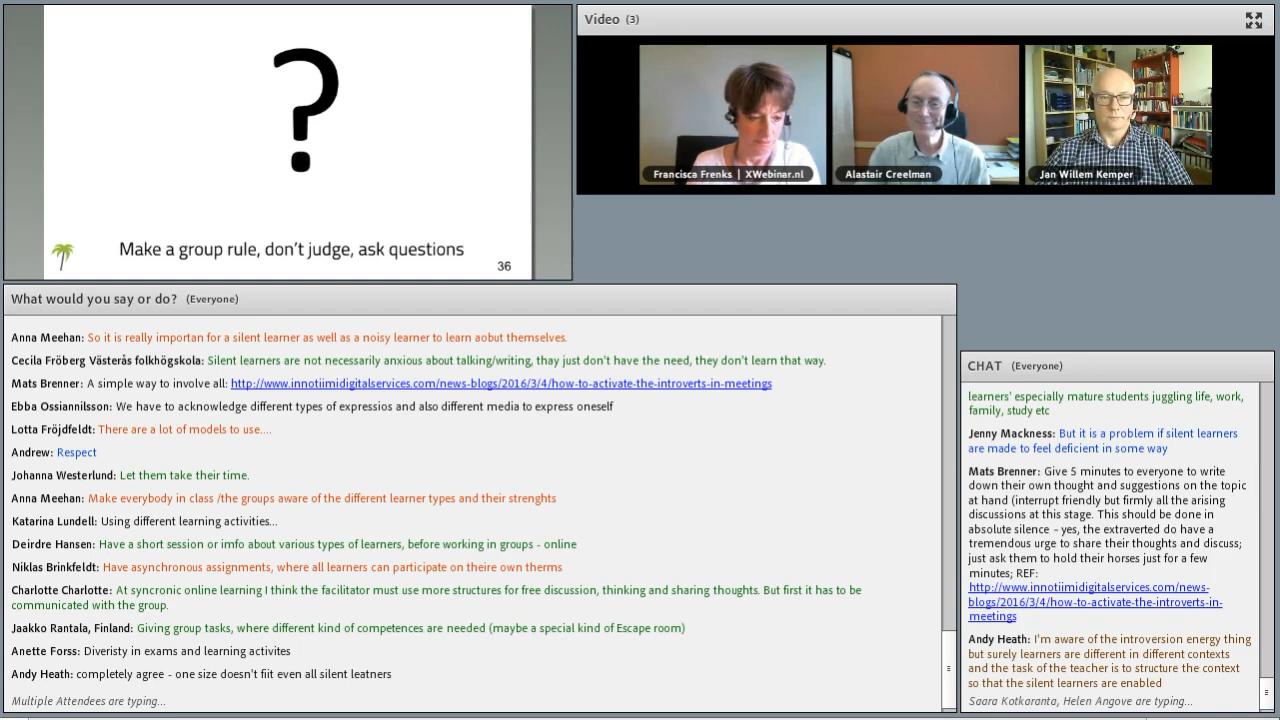 ?
Make a group rule, don't judge, ask questions
36
Video (3)
Francisca Frenks | XWebinar.nl
Alastair Creelman
Jan Willem Kemper
What would you say or do? (Everyone)
Anna Meehan: So it is really importan for a silent learner as well as a noisy learner to learn aobut themselves.
Cecila Fröberg Västerås folkhögskola: Silent learners are not necessarily anxious about talking/writing, thay just don't have the need, they don't learn that way.
Mats Brenner: A simple way to involve all: http://www.innotiimidigitalservices.com/news-blogs/2016/3/4/how-to-activate-the-introverts-in-meetings
Ebba Ossiannilsson: We have to acknowledge different types of expressios and also different media to express oneself
Lotta Fröjdfeldt: There are a lot of models to use....
Andrew: Respect
Johanna Westerlund: Let them take their time.
Anna Meehan: Make everybody in class /the groups aware of the different learner types and their strenghts
Katarina Lundell: Using different learning activities...
Deirdre Hansen: Have a short session or imfo about various types of learners, before working in groups - online
Niklas Brinkfeldt: Have asynchronous assignments, where all learners can participate on theire own therms
Charlotte Charlotte: At syncronic online learning I think the facilitator must use more structures for free discussion, thinking and sharing thoughts. But first it has to be
communicated with the group.
Jaakko Rantala, Finland: Giving group tasks, where different kind of competences are needed (maybe a special kind of Escape room)
Anette Forss: Diveristy in exams and learning activites
Andy Heath: completely agree - one size doesn't fiit even all silent leatners
Multiple Attendees are typing...
CHAT (Everyone)
learners' especially mature students juggling life, work,
family, study etc
Jenny Mackness: But it is a problem if silent learners
are made to feel deficient in some way
Mats Brenner: Give 5 minutes to everyone to write
down their own thought and suggestions on the topic
at hand (interrupt friendly but firmly all the arising
discussions at this stage. This should be done in
absolute silence – yes, the extraverted do have a
tremendous urge to share their thoughts and discuss;
just ask them to hold their horses just for a few
minutes; REF:
http://www.innotiimidigitalservices.com/news-
blogs/2016/3/4/how-to-activate-the-introverts-in-
meetings
Andy Heath: I'm aware of the introversion energy thing
but surely learners are different in different contexts
and the task of the teacher is to structure the context
so that the silent learners are enabled
Saara Kotkaranta, Helen Angove are typing...